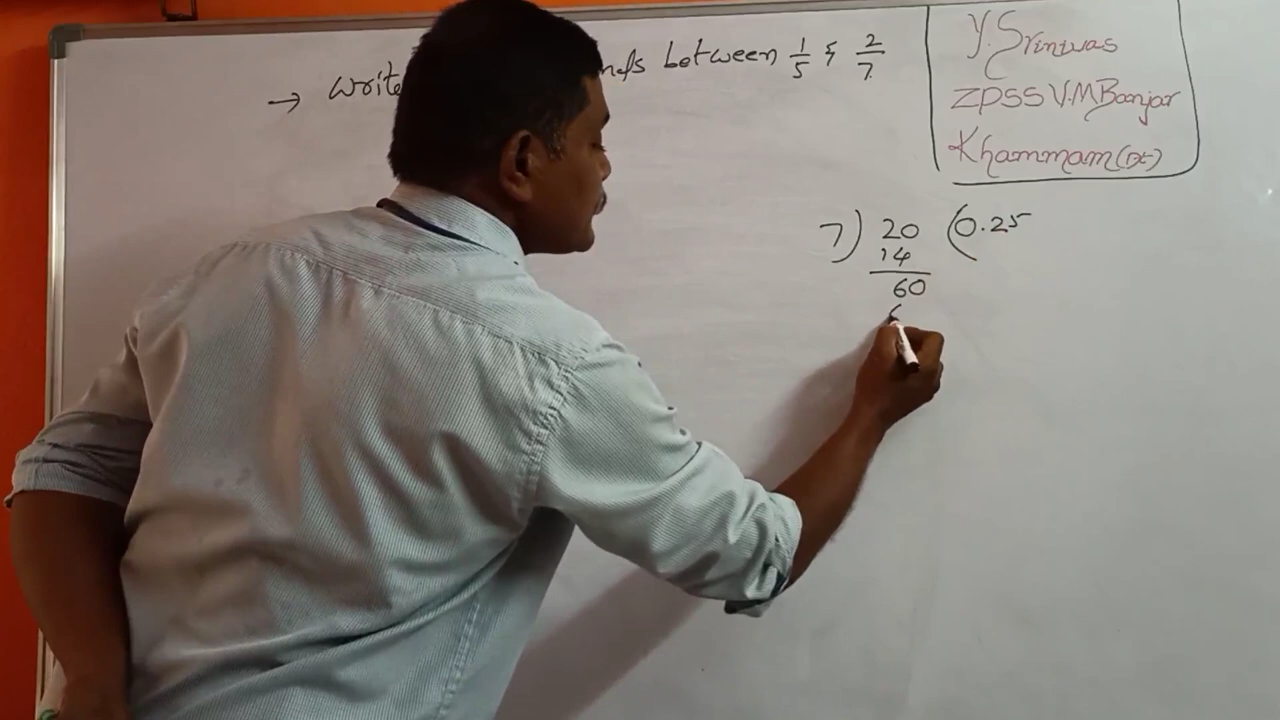 → Write between 1/5 & 2/7
Y. Srinivas
ZPSS V.M Banjar
Khammam (Dt)
7) 20 (0.25
14
60